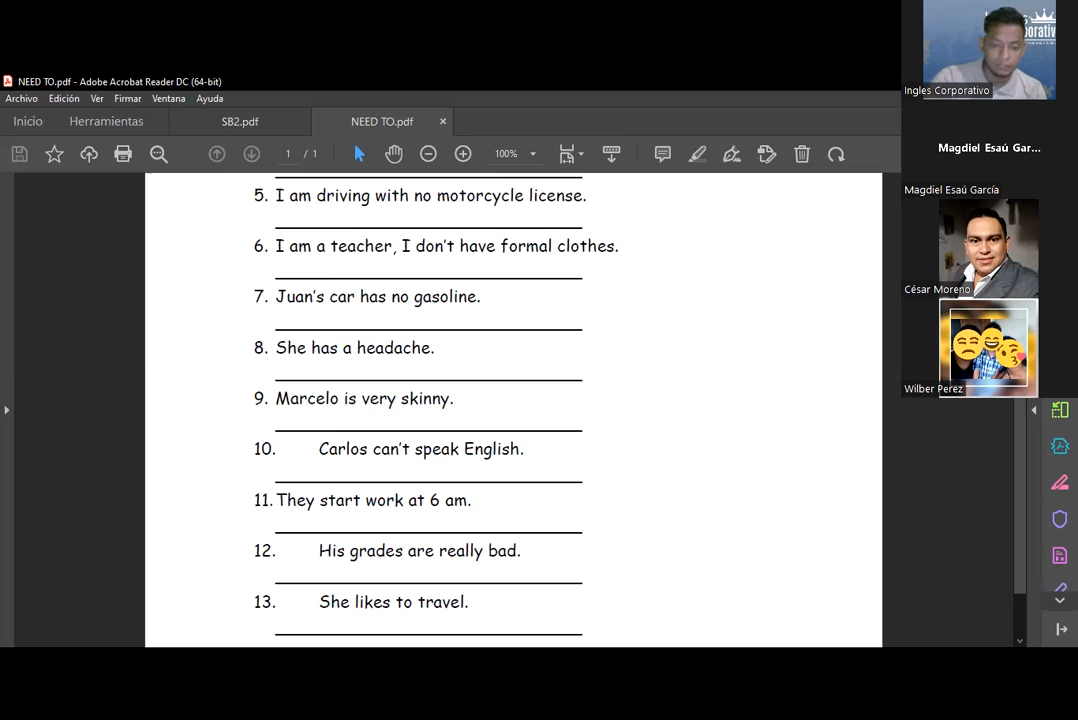 NEED TO.pdf - Adobe Acrobat Reader DC (64-bit)
Archivo Edición Ver Firmar Ventana Ayuda
Inicio Herramientas SB2.pdf NEED TO.pdf ×
1 / 1 100%
5. I am driving with no motorcycle license.
6. I am a teacher, I don't have formal clothes.
7. Juan's car has no gasoline.
8. She has a headache.
9. Marcelo is very skinny.
10. Carlos can't speak English.
11. They start work at 6 am.
12. His grades are really bad.
13. She likes to travel.
Ingles Corporativo
Magdiel Esaú Gar...
Magdiel Esaú García
César Moreno
Wilber Perez